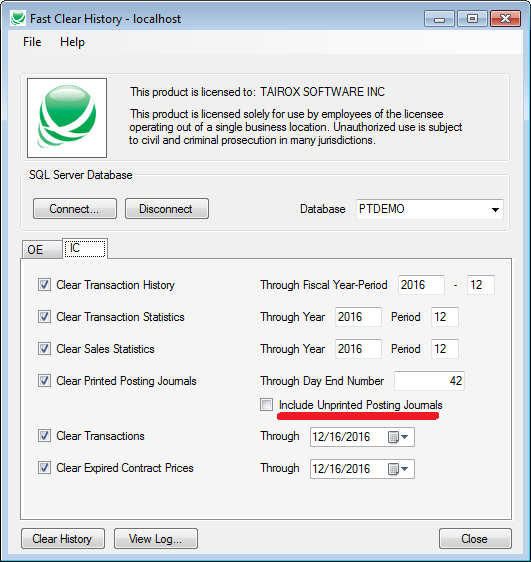 Fast Clear History - localhost
File Help
This product is licensed to: TAIROX SOFTWARE INC
This product is licensed solely for use by employees of the licensee
operating out of a single business location. Unauthorized use is subject
to civil and criminal prosecution in many jurisdictions.
SQL Server Database
Connect... Disconnect Database PTDEMO
OE IC
Clear Transaction History Through Fiscal Year-Period 2016 - 12
Clear Transaction Statistics Through Year 2016 Period 12
Clear Sales Statistics Through Year 2016 Period 12
Clear Printed Posting Journals Through Day End Number 42
Include Unprinted Posting Journals
Clear Transactions Through 12/16/2016
Clear Expired Contract Prices Through 12/16/2016
Clear History View Log... Close